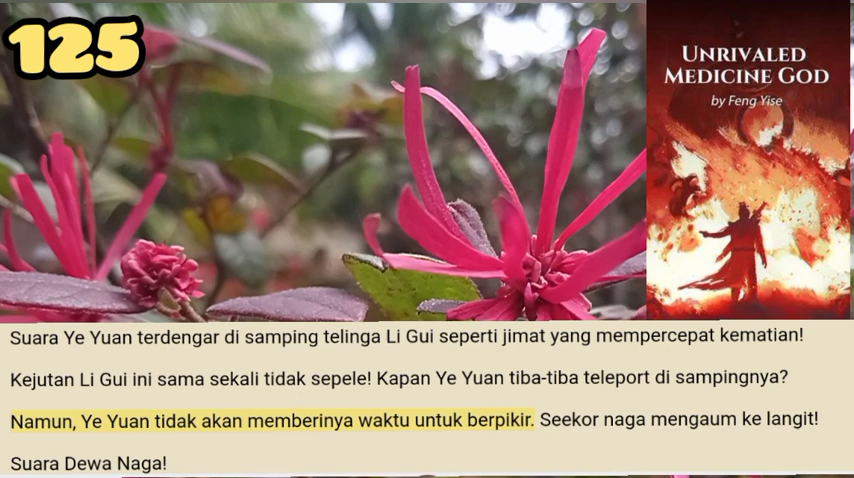 125
UNRIVALED
MEDICINE GOD
by Feng Yise
Suara Ye Yuan terdengar di samping telinga Li Gui seperti jimat yang mempercepat kematian!
Kejutan Li Gui ini sama sekali tidak sepele! Kapan Ye Yuan tiba-tiba teleport di sampingnya?
Namun, Ye Yuan tidak akan memberinya waktu untuk berpikir. Seekor naga mengaum ke langit!
Suara Dewa Naga!